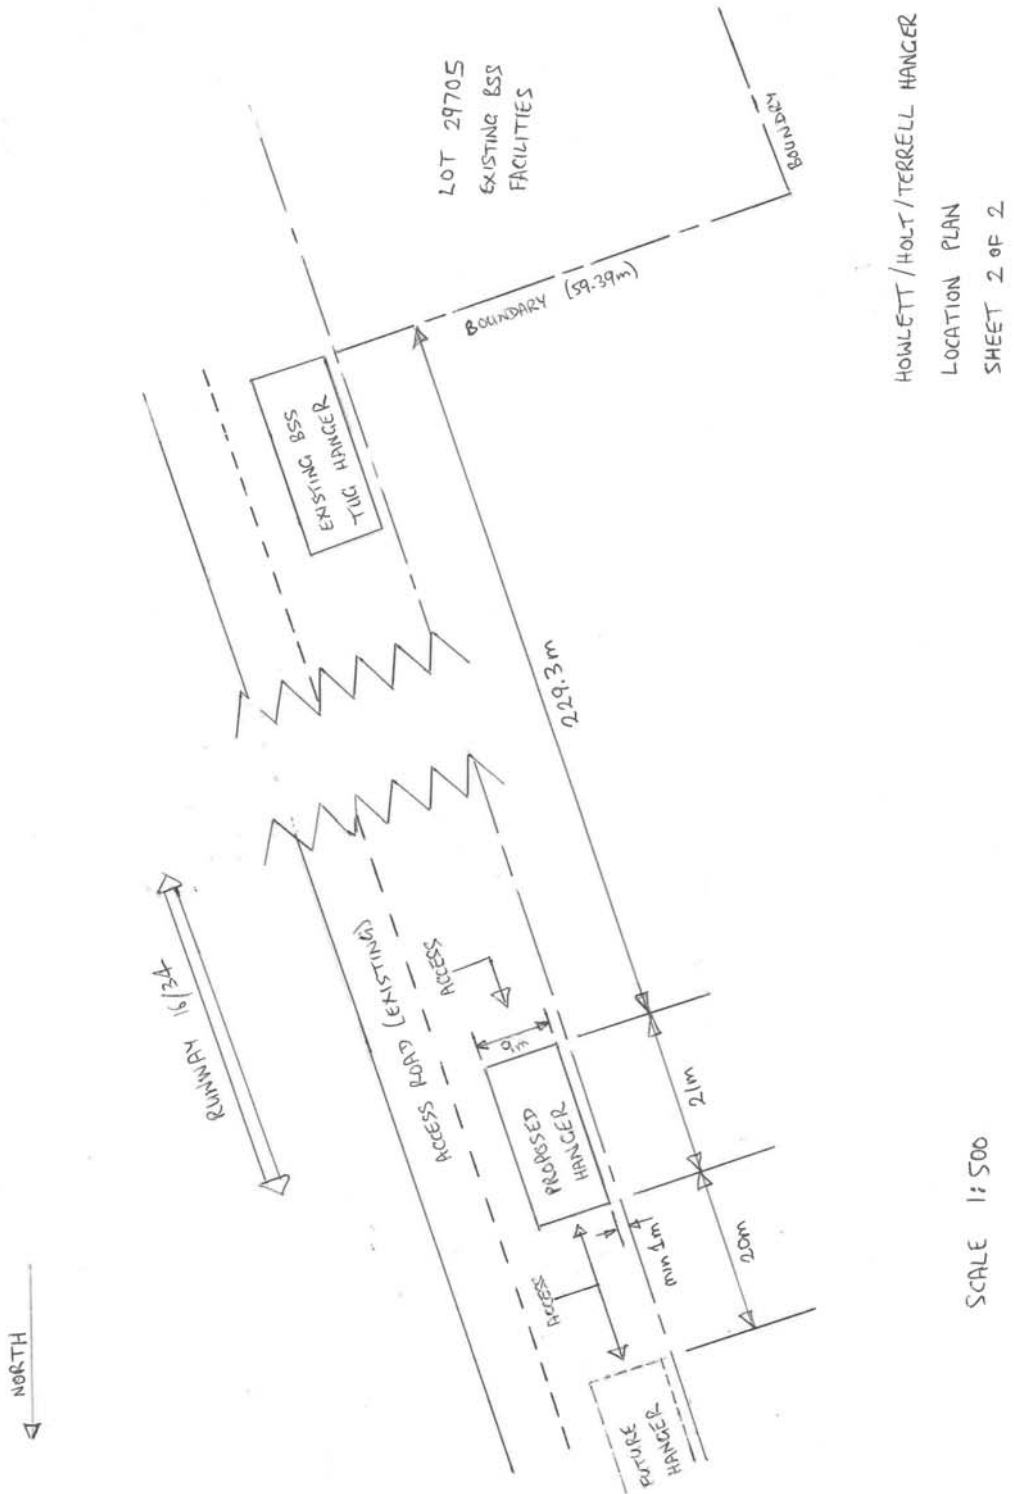 NORTH
RUNWAY 16/34
ACCESS ROAD (EXISTING)
ACCESS
9m
PROPOSED
HANGER
ACCESS
min 1m
FUTURE
HANGER
20m
21m
229.3m
EXISTING BSS
TUG HANGER
BOUNDARY (59.39m)
LOT 29705
EXISTING BSS
FACILITIES
BOUNDARY
SCALE 1:500
HOWLETT/HOLT/TERRELL HANGER
LOCATION PLAN
SHEET 2 OF 2